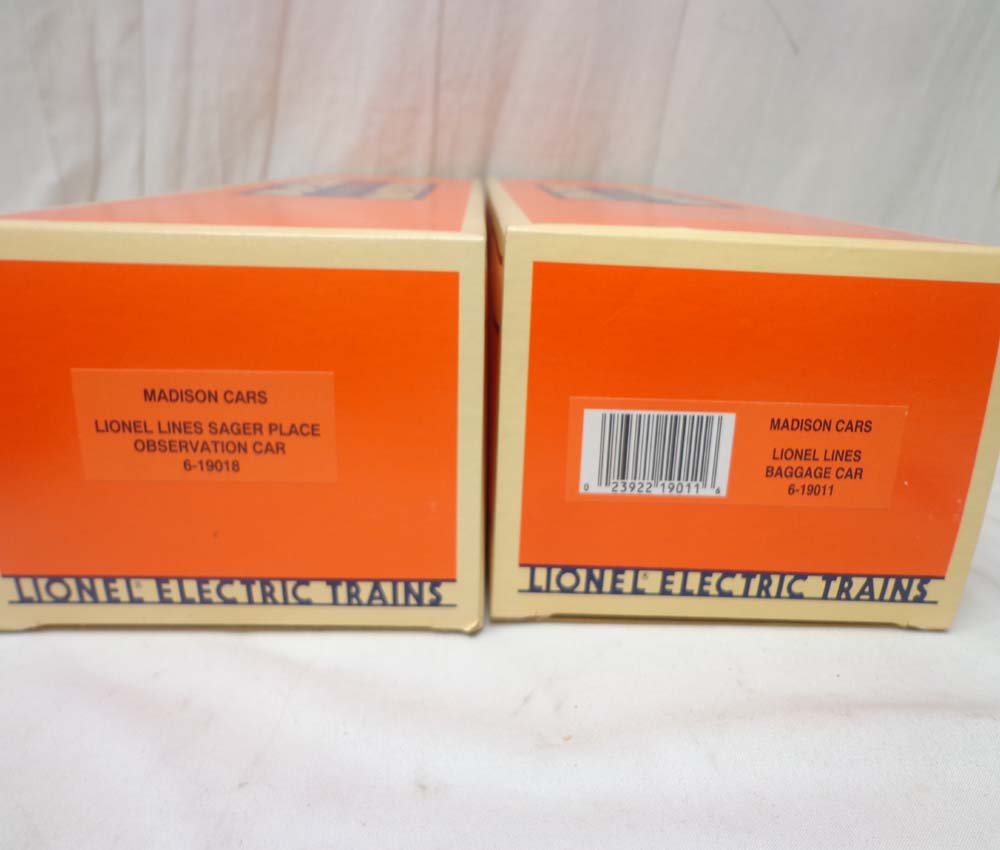 MADISON CARS
LIONEL LINES SAGER PLACE
OBSERVATION CAR
6-19018
LIONEL® ELECTRIC TRAINS
MADISON CARS
LIONEL LINES
BAGGAGE CAR
6-19011
0 23922 19011 6
LIONEL® ELECTRIC TRAINS